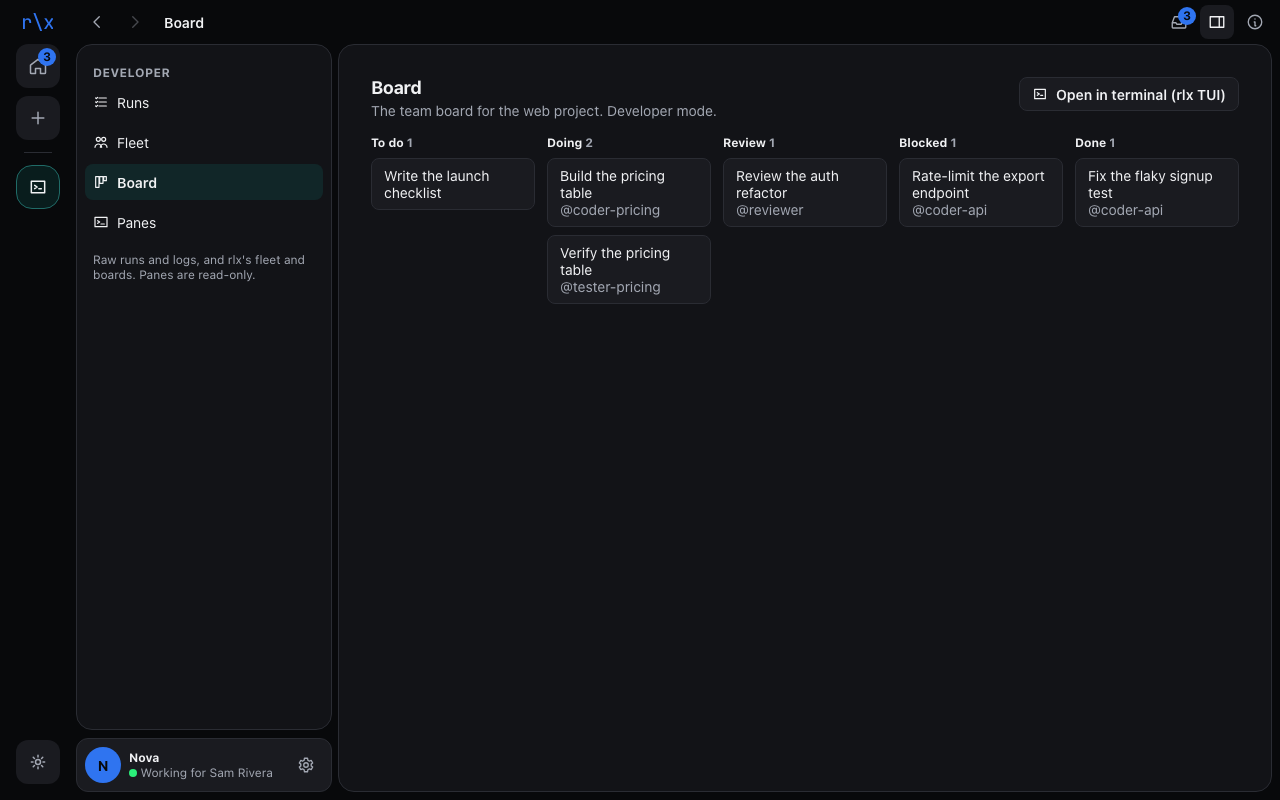 r\x
Board
3
3
DEVELOPER
Runs
Fleet
Board
Panes
Raw runs and logs, and rlx's fleet and
boards. Panes are read-only.
Board
The team board for the web project. Developer mode.
Open in terminal (rlx TUI)
To do 1
Write the launch
checklist
Doing 2
Build the pricing
table
@coder-pricing
Verify the pricing
table
@tester-pricing
Review 1
Review the auth
refactor
@reviewer
Blocked 1
Rate-limit the export
endpoint
@coder-api
Done 1
Fix the flaky signup
test
@coder-api
N
Nova
Working for Sam Rivera